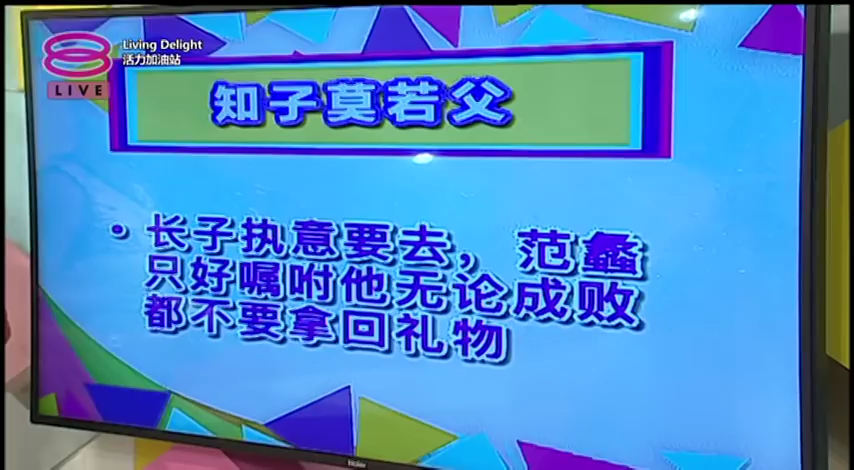 Living Delight
活力加油站
LIVE
知子莫若父
• 长子执意要去，范蠡
只好嘱咐他无论成败
都不要拿回礼物
Haier